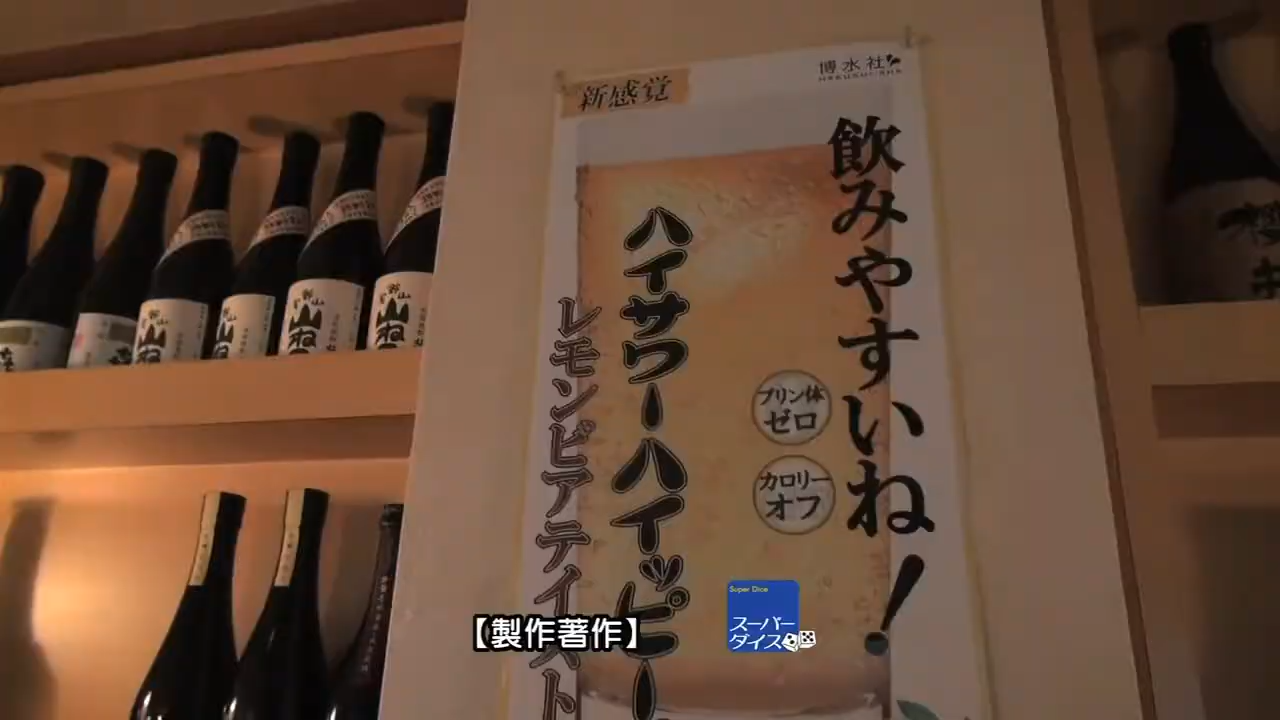 新感覚
博水社
HAKUSUI-SHA
飲みやすいね!
ハイサワーハイッピー
レモンビアテイスト
プリン体
ゼロ
カロリー
オフ
【製作著作】
Super Dice
スーパー
ダイス